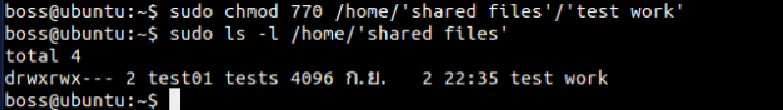 boss@ubuntu:~$ sudo chmod 770 /home/'shared files'/'test work'
boss@ubuntu:~$ sudo ls -l /home/'shared files'
total 4
drwxrwx--- 2 test01 tests 4096 ก.ย.   2 22:35 test work
boss@ubuntu:~$